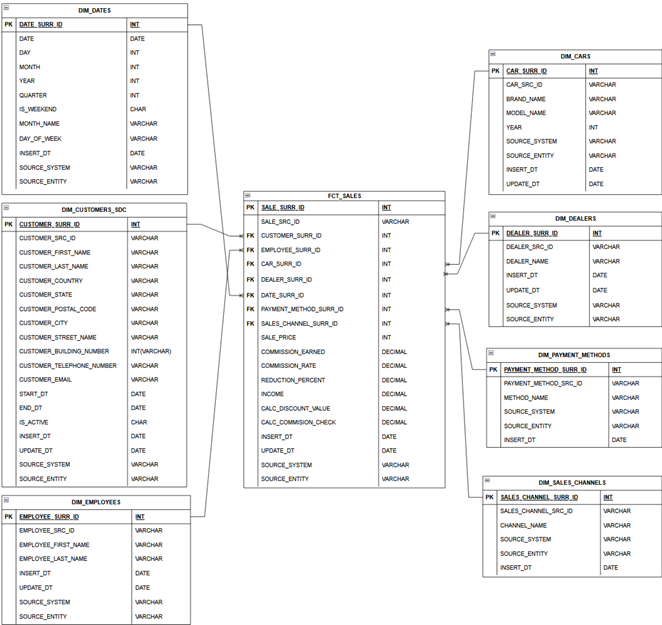 DIM_DATES
PK DATE_SURR_ID INT
DATE DATE
DAY INT
MONTH INT
YEAR INT
QUARTER INT
IS_WEEKEND CHAR
MONTH_NAME VARCHAR
DAY_OF_WEEK VARCHAR
INSERT_DT DATE
SOURCE_SYSTEM VARCHAR
SOURCE_ENTITY VARCHAR
DIM_CUSTOMERS_SDC
PK CUSTOMER_SURR_ID INT
CUSTOMER_SRC_ID VARCHAR
CUSTOMER_FIRST_NAME VARCHAR
CUSTOMER_LAST_NAME VARCHAR
CUSTOMER_COUNTRY VARCHAR
CUSTOMER_STATE VARCHAR
CUSTOMER_POSTAL_CODE VARCHAR
CUSTOMER_CITY VARCHAR
CUSTOMER_STREET_NAME VARCHAR
CUSTOMER_BUILDING_NUMBER INT(VARCHAR)
CUSTOMER_TELEPHONE_NUMBER VARCHAR
CUSTOMER_EMAIL VARCHAR
START_DT DATE
END_DT DATE
IS_ACTIVE CHAR
INSERT_DT DATE
UPDATE_DT DATE
SOURCE_SYSTEM VARCHAR
SOURCE_ENTITY VARCHAR
DIM_EMPLOYEES
PK EMPLOYEE_SURR_ID INT
EMPLOYEE_SRC_ID VARCHAR
EMPLOYEE_FIRST_NAME VARCHAR
EMPLOYEE_LAST_NAME VARCHAR
INSERT_DT DATE
UPDATE_DT DATE
SOURCE_SYSTEM VARCHAR
SOURCE_ENTITY VARCHAR
FCT_SALES
PK SALE_SURR_ID INT
SALE_SRC_ID VARCHAR
FK CUSTOMER_SURR_ID INT
FK EMPLOYEE_SURR_ID INT
FK CAR_SURR_ID INT
FK DEALER_SURR_ID INT
FK DATE_SURR_ID INT
FK PAYMENT_METHOD_SURR_ID INT
FK SALES_CHANNEL_SURR_ID INT
SALE_PRICE INT
COMMISSION_EARNED DECIMAL
COMMISSION_RATE DECIMAL
REDUCTION_PERCENT DECIMAL
INCOME DECIMAL
CALC_DISCOUNT_VALUE DECIMAL
CALC_COMMISION_CHECK DECIMAL
INSERT_DT DATE
UPDATE_DT DATE
SOURCE_SYSTEM VARCHAR
SOURCE_ENTITY VARCHAR
DIM_CARS
PK CAR_SURR_ID INT
CAR_SRC_ID VARCHAR
BRAND_NAME VARCHAR
MODEL_NAME VARCHAR
YEAR INT
SOURCE_SYSTEM VARCHAR
SOURCE_ENTITY VARCHAR
INSERT_DT DATE
UPDATE_DT DATE
DIM_DEALERS
PK DEALER_SURR_ID INT
DEALER_SRC_ID VARCHAR
DEALER_NAME VARCHAR
INSERT_DT DATE
UPDATE_DT DATE
SOURCE_SYSTEM VARCHAR
SOURCE_ENTITY VARCHAR
DIM_PAYMENT_METHODS
PK PAYMENT_METHOD_SURR_ID INT
PAYMENT_METHOD_SRC_ID VARCHAR
METHOD_NAME VARCHAR
SOURCE_SYSTEM VARCHAR
SOURCE_ENTITY VARCHAR
INSERT_DT DATE
DIM_SALES_CHANNELS
PK SALES_CHANNEL_SURR_ID INT
SALES_CHANNEL_SRC_ID VARCHAR
CHANNEL_NAME VARCHAR
SOURCE_SYSTEM VARCHAR
SOURCE_ENTITY VARCHAR
INSERT_DT DATE